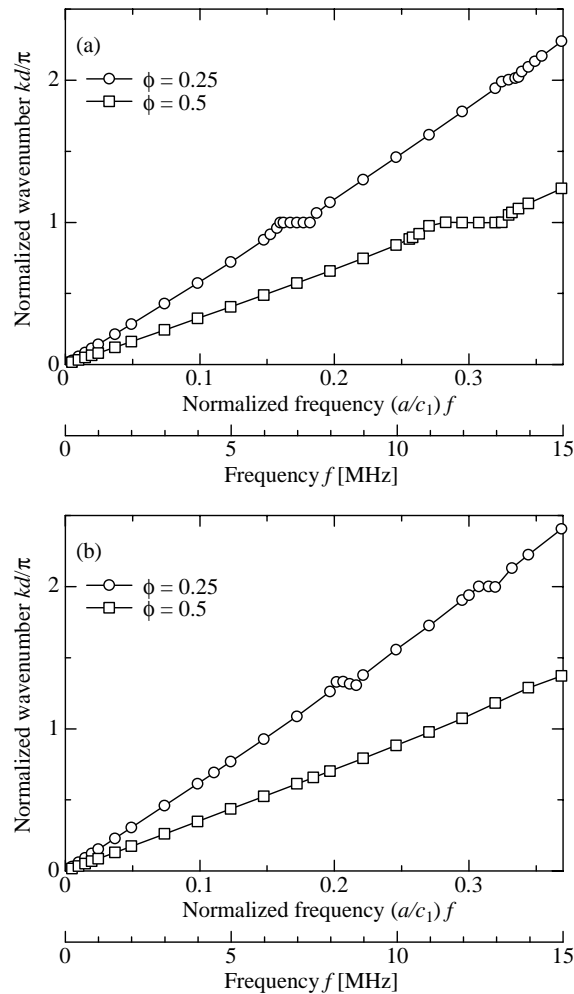 (a)
2
1
0
Normalized wavenumber kd/π
ϕ = 0.25
ϕ = 0.5
0 0.1 0.2 0.3
Normalized frequency (a/c₁) f
0 5 10 15
Frequency f [MHz]
(b)
2
1
0
Normalized wavenumber kd/π
ϕ = 0.25
ϕ = 0.5
0 0.1 0.2 0.3
Normalized frequency (a/c₁) f
0 5 10 15
Frequency f [MHz]